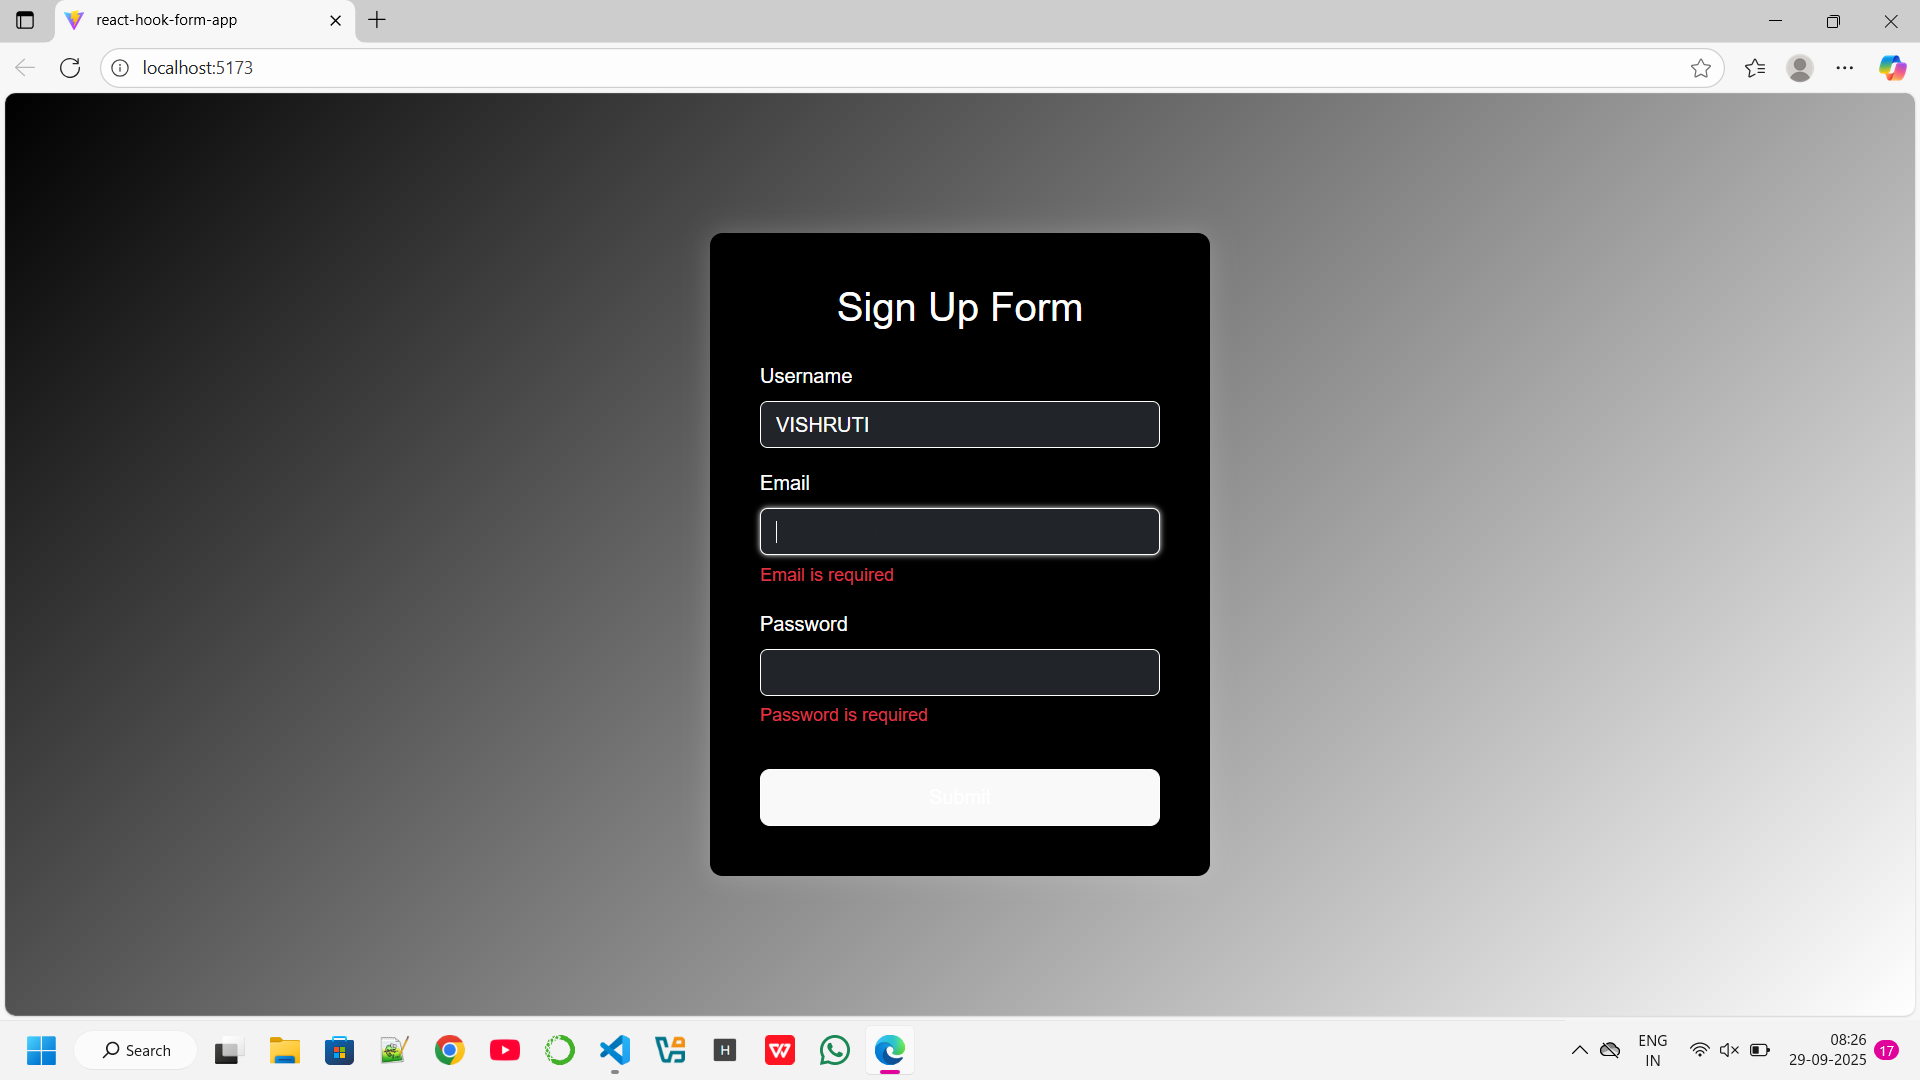 react-hook-form-app
localhost:5173
Sign Up Form
Username
VISHRUTI
Email
Email is required
Password
Password is required
Submit
Search
H
W
ENG
IN
08:26
29-09-2025
17